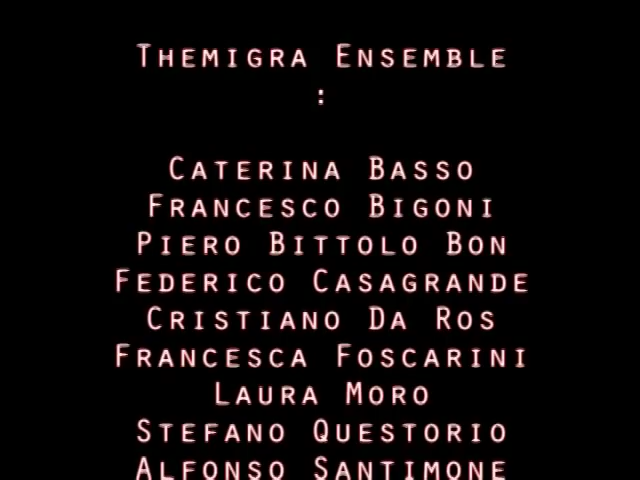 Themigra Ensemble
:
Caterina Basso
Francesco Bigoni
Piero Bittolo Bon
Federico Casagrande
Cristiano Da Ros
Francesca Foscarini
Laura Moro
Stefano Questorio
Alfonso Santimone